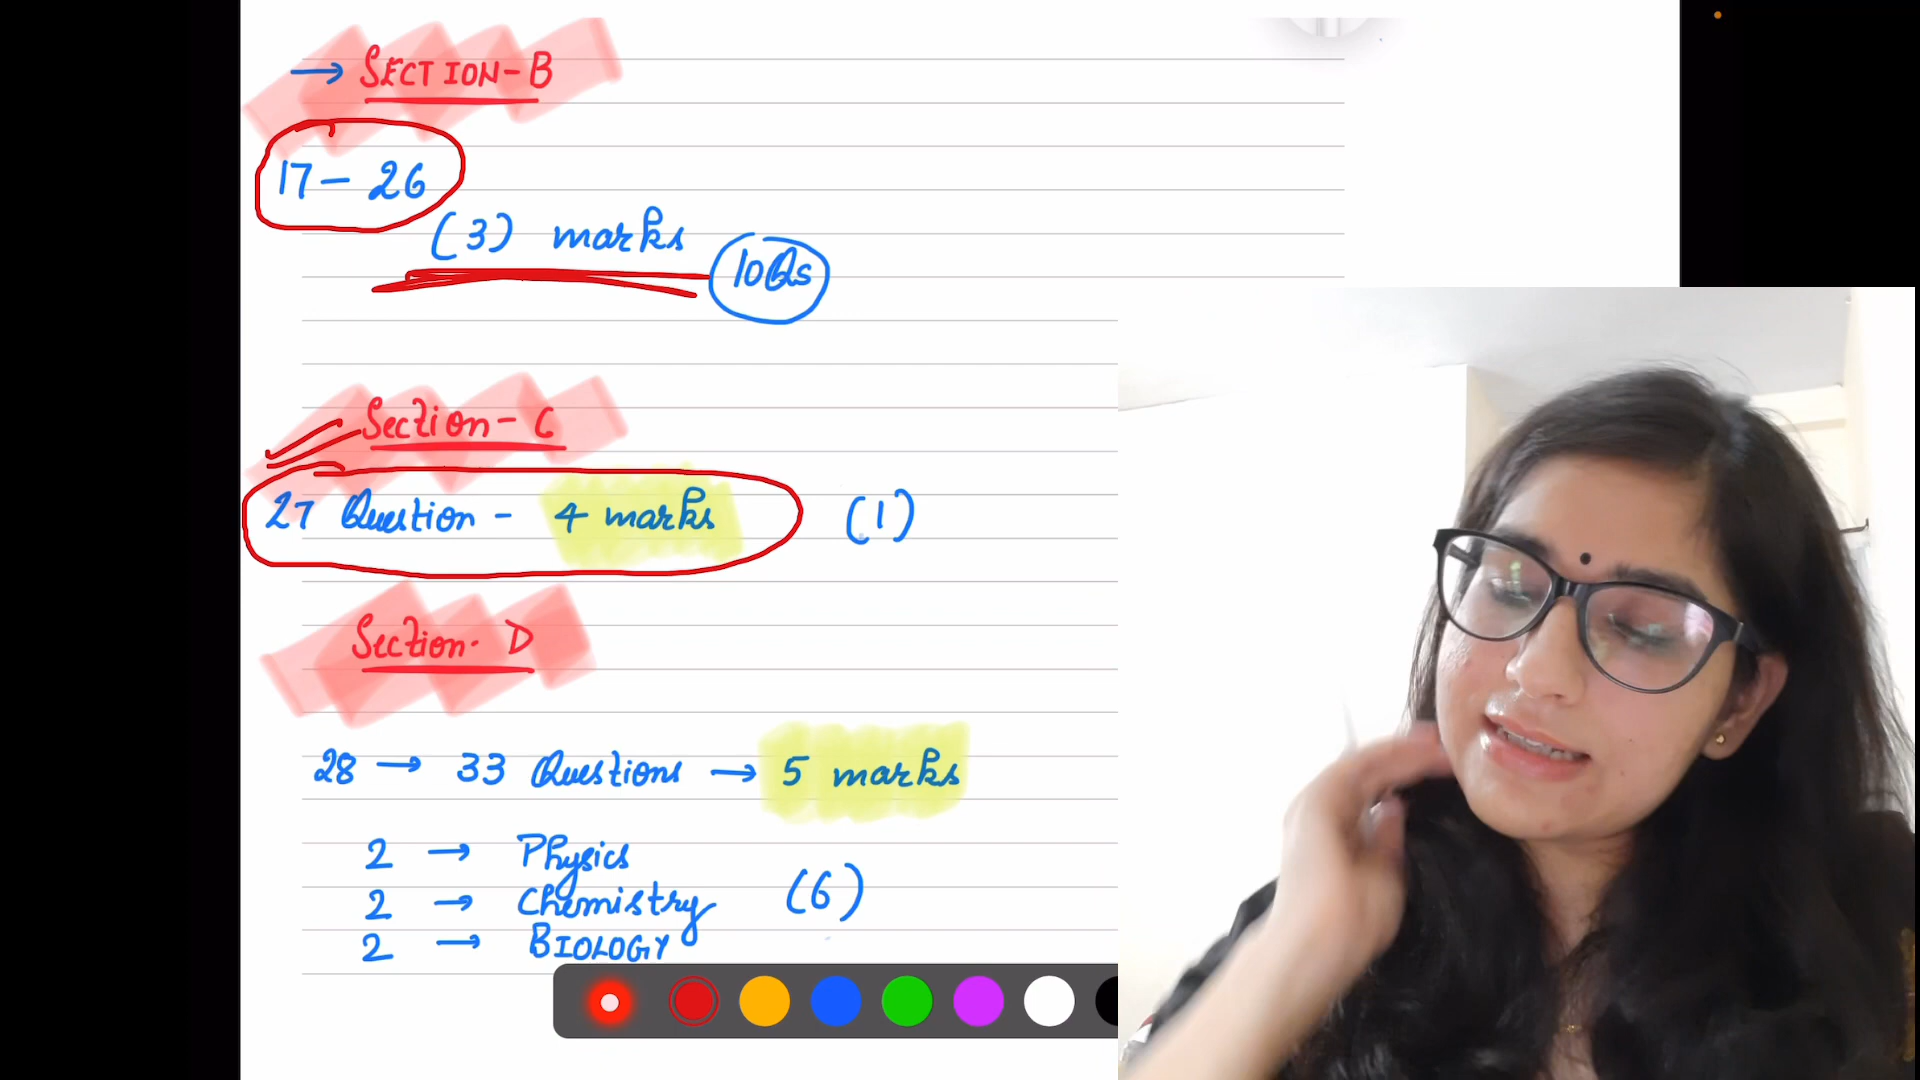 → SECTION-B
17 - 26
(3) marks
10Qs
Section - C
27 Question - 4 marks (1)
Section - D
28 → 33 Questions → 5 marks
2 → Physics
2 → Chemistry (6)
2 → BIOLOGY